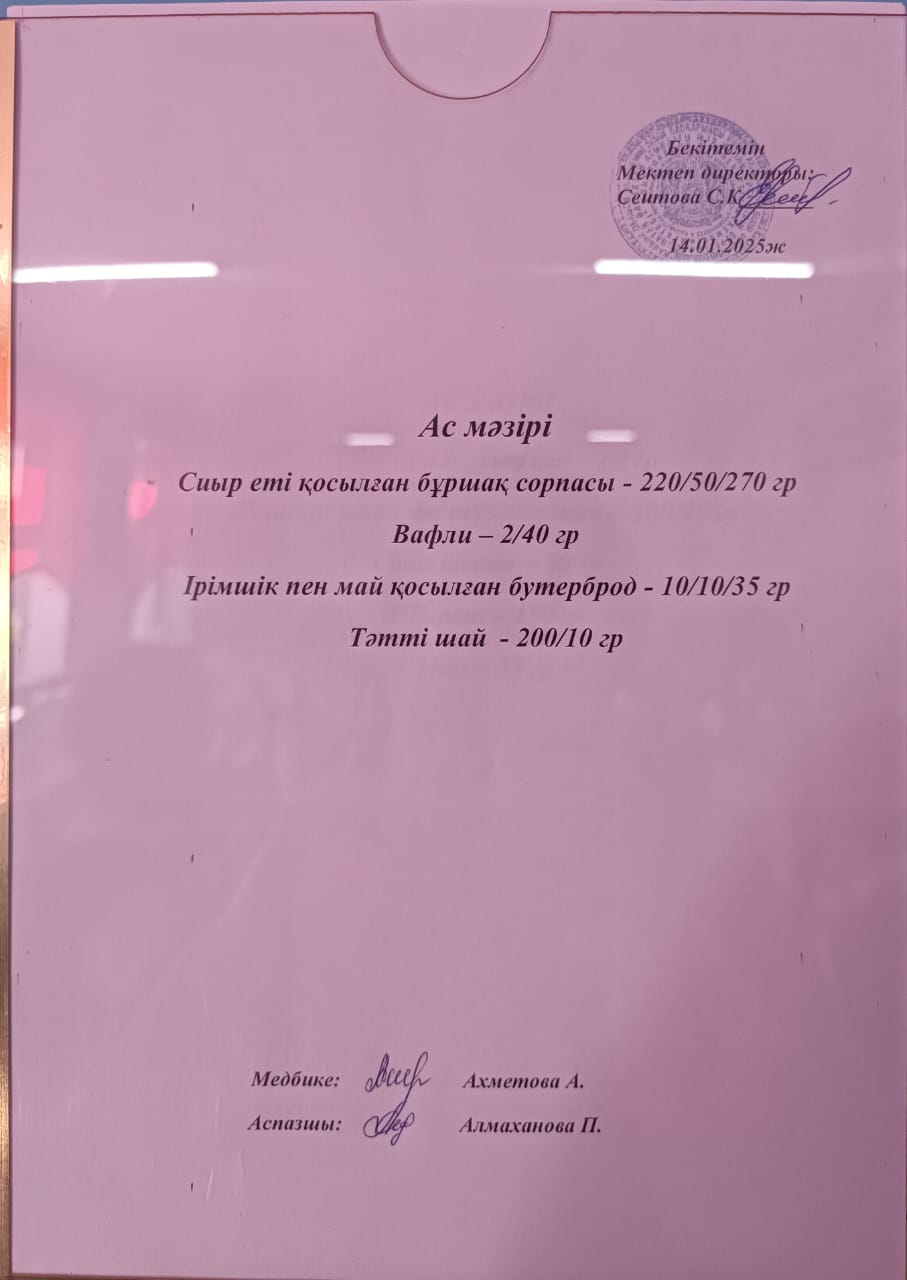 Бекітемін
Мектеп директоры:
Сеитова С.К
14.01.2025ж
Ас мәзірі
Сиыр еті қосылған бұршақ сорпасы - 220/50/270 гр
Вафли – 2/40 гр
Ірімшік пен май қосылған бутерброд - 10/10/35 гр
Тәтті шай - 200/10 гр
Медбике: Ахметова А.
Аспазшы: Алмаханова П.